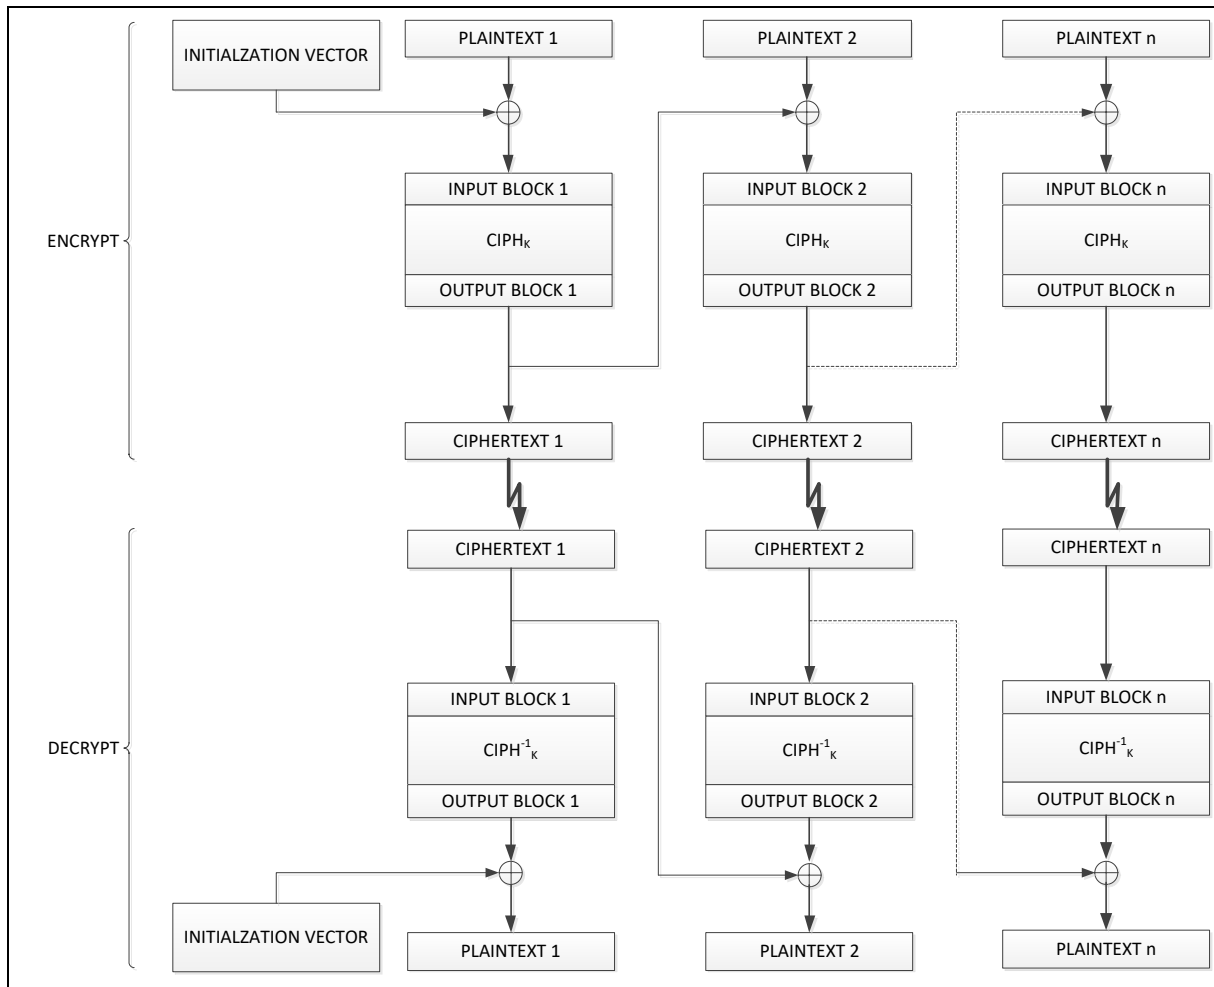 INITIALZATION VECTOR
PLAINTEXT 1
PLAINTEXT 2
PLAINTEXT n
INPUT BLOCK 1
INPUT BLOCK 2
INPUT BLOCK n
ENCRYPT
CIPHK
CIPHK
CIPHK
OUTPUT BLOCK 1
OUTPUT BLOCK 2
OUTPUT BLOCK n
CIPHERTEXT 1
CIPHERTEXT 2
CIPHERTEXT n
CIPHERTEXT 1
CIPHERTEXT 2
CIPHERTEXT n
INPUT BLOCK 1
INPUT BLOCK 2
INPUT BLOCK n
DECRYPT
CIPH-1K
CIPH-1K
CIPH-1K
OUTPUT BLOCK 1
OUTPUT BLOCK 2
OUTPUT BLOCK n
INITIALZATION VECTOR
PLAINTEXT 1
PLAINTEXT 2
PLAINTEXT n